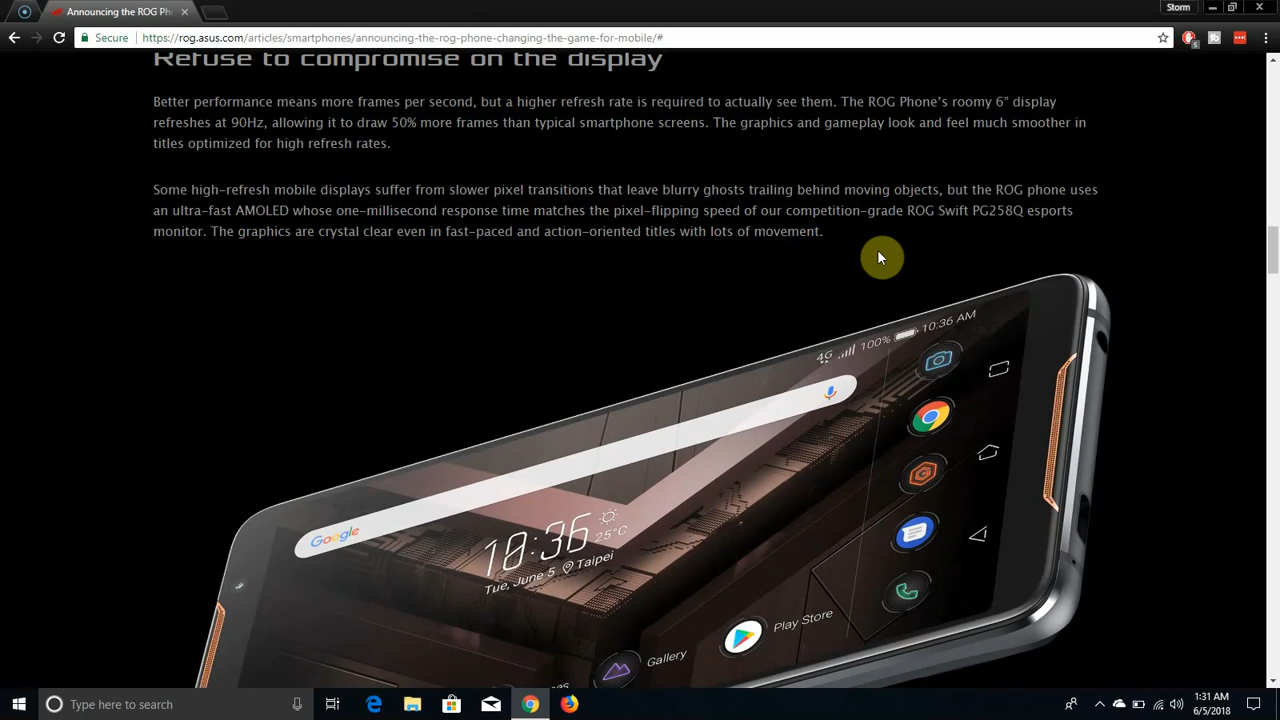 Announcing the ROG Ph
Storm
Secure
https://rog.asus.com/articles/smartphones/announcing-the-rog-phone-changing-the-game-for-mobile/#
Refuse to compromise on the display
Better performance means more frames per second, but a higher refresh rate is required to actually see them. The ROG Phone's roomy 6" display
refreshes at 90Hz, allowing it to draw 50% more frames than typical smartphone screens. The graphics and gameplay look and feel much smoother in
titles optimized for high refresh rates.
Some high-refresh mobile displays suffer from slower pixel transitions that leave blurry ghosts trailing behind moving objects, but the ROG phone uses
an ultra-fast AMOLED whose one-millisecond response time matches the pixel-flipping speed of our competition-grade ROG Swift PG258Q esports
monitor. The graphics are crystal clear even in fast-paced and action-oriented titles with lots of movement.
4G 100% 10:36 AM
Google
10:36
25°C
Tue, June 5 Taipei
Play Store
Gallery
Type here to search
1:31 AM
6/5/2018